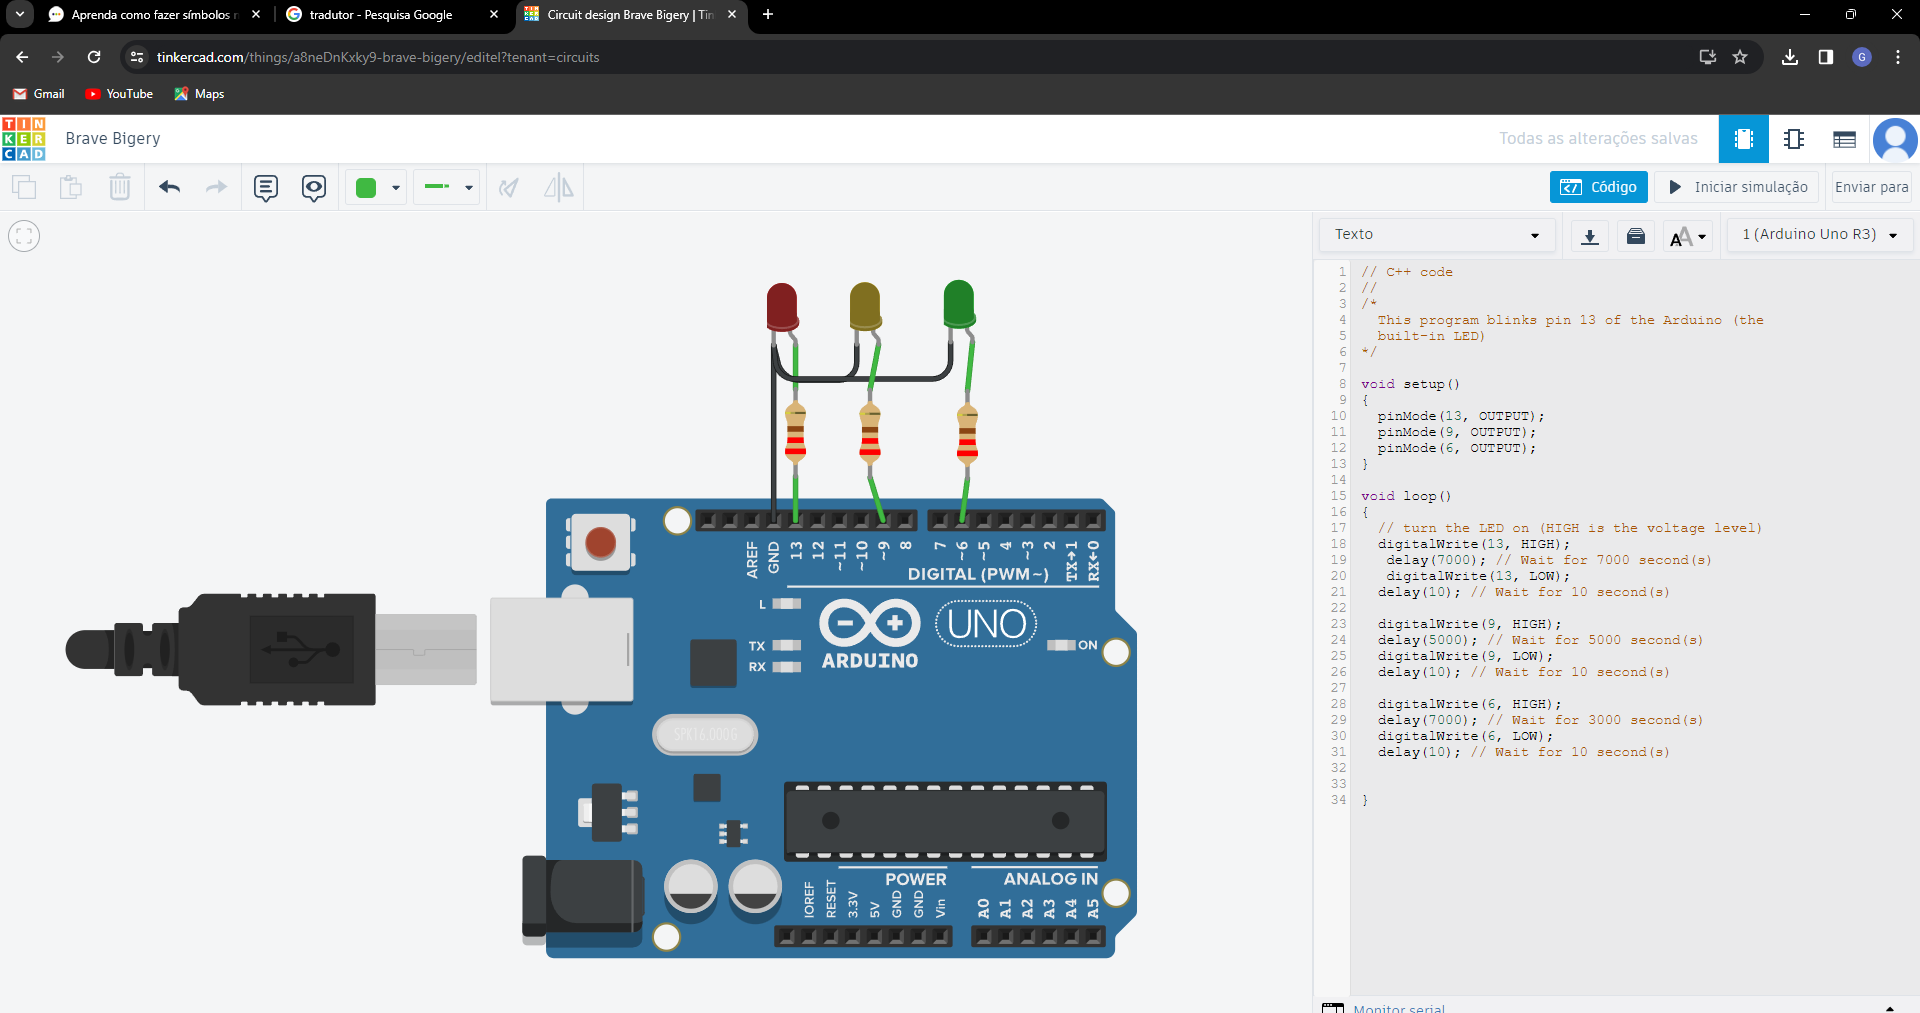 Aprenda como fazer símbolos n
tradutor - Pesquisa Google
Circuit design Brave Bigery | Tin
tinkercad.com/things/a8neDnKxky9-brave-bigery/editel?tenant=circuits
G
Gmail
YouTube
Maps
TIN
KER
CAD
Brave Bigery
Todas as alterações salvas
Código
Iniciar simulação
Enviar para
Texto
AA
1 (Arduino Uno R3)
1 // C++ code
2 //
3 /*
4 This program blinks pin 13 of the Arduino (the
5 built-in LED)
6 */
7
8 void setup()
9 {
10 pinMode(13, OUTPUT);
11 pinMode(9, OUTPUT);
12 pinMode(6, OUTPUT);
13 }
14
15 void loop()
16 {
17 // turn the LED on (HIGH is the voltage level)
18 digitalWrite(13, HIGH);
19 delay(7000); // Wait for 7000 second(s)
20 digitalWrite(13, LOW);
21 delay(10); // Wait for 10 second(s)
22
23 digitalWrite(9, HIGH);
24 delay(5000); // Wait for 5000 second(s)
25 digitalWrite(9, LOW);
26 delay(10); // Wait for 10 second(s)
27
28 digitalWrite(6, HIGH);
29 delay(7000); // Wait for 3000 second(s)
30 digitalWrite(6, LOW);
31 delay(10); // Wait for 10 second(s)
32
33
34 }
Monitor serial
AREF GND 13 12 ~11 ~10 ~9 8 7 ~6 ~5 4 ~3 2 TX→1 RX←0
DIGITAL (PWM~)
L
TX
RX
ARDUINO
UNO
ON
SPK16.000G
POWER
ANALOG IN
IOREF RESET 3.3V 5V GND GND Vin A0 A1 A2 A3 A4 A5